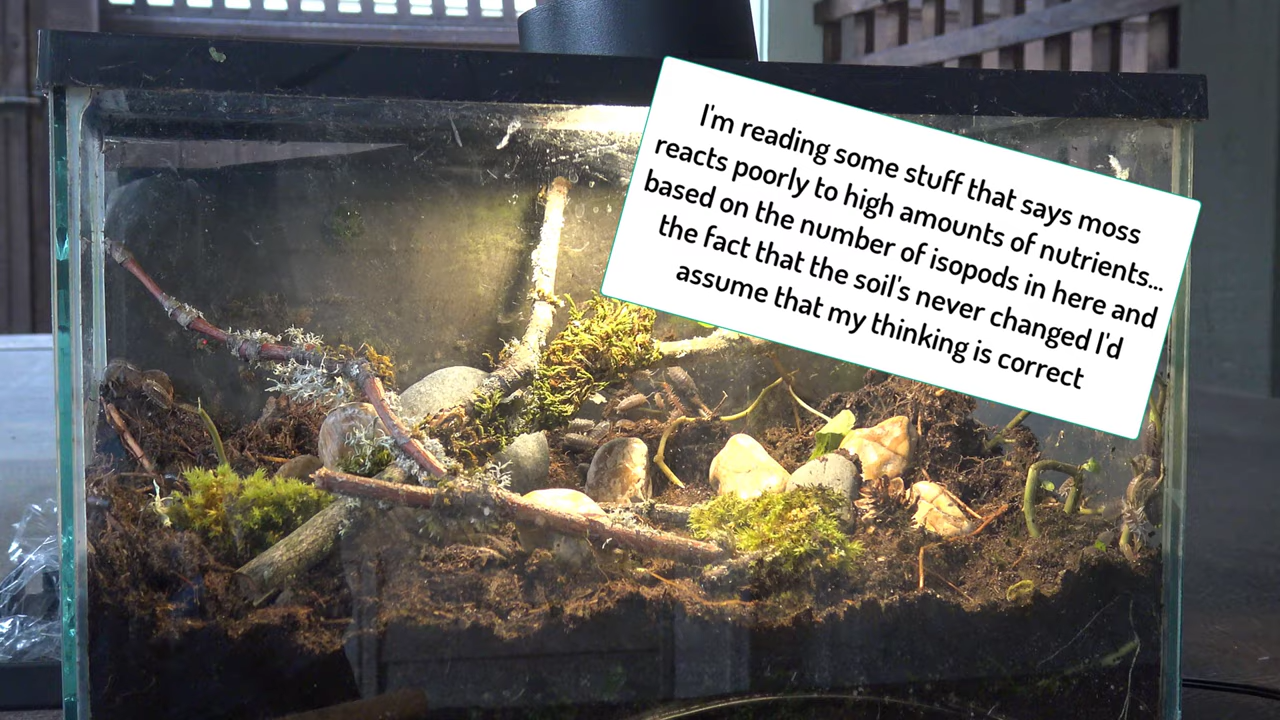 I'm reading some stuff that says moss
reacts poorly to high amounts of nutrients...
based on the number of isopods in here and
the fact that the soil's never changed I'd
assume that my thinking is correct